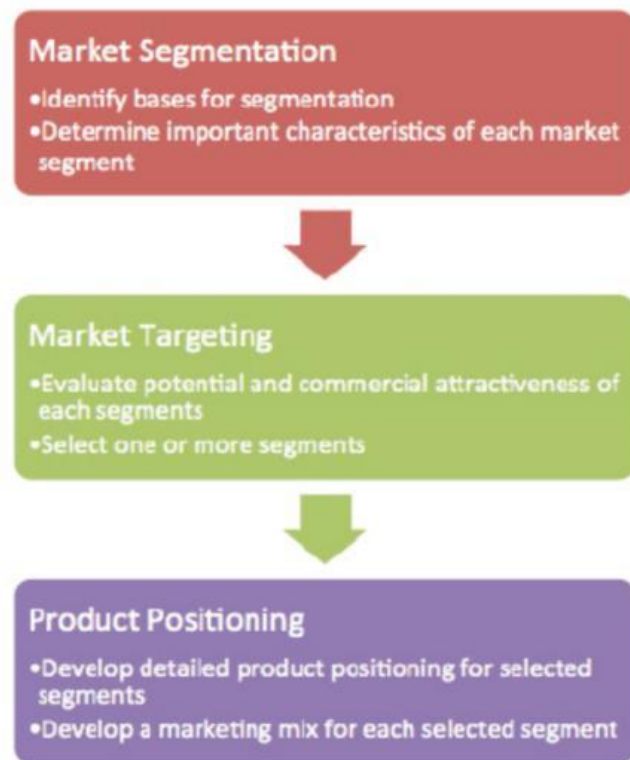 Market Segmentation
•Identify bases for segmentation
•Determine important characteristics of each market
segment
Market Targeting
•Evaluate potential and commercial attractiveness of
each segments
•Select one or more segments
Product Positioning
•Develop detailed product positioning for selected
segments
•Develop a marketing mix for each selected segment